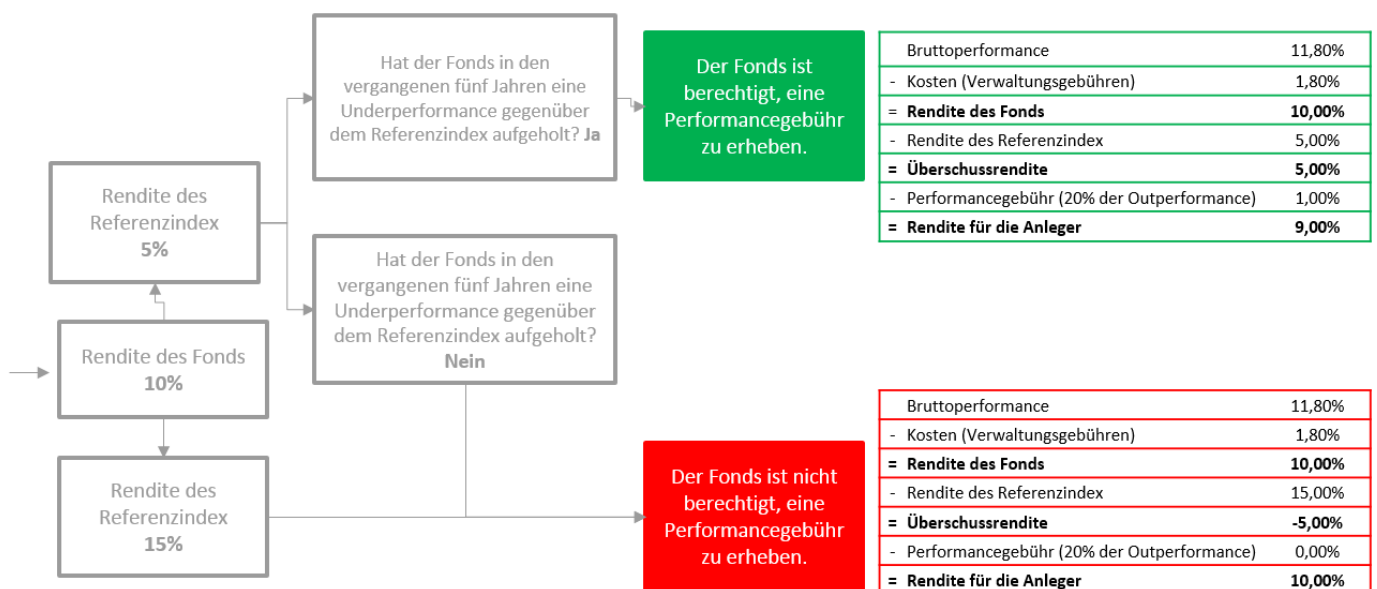 Hat der Fonds in den
vergangenen fünf Jahren eine
Underperformance gegenüber
dem Referenzindex aufgeholt? Ja
Der Fonds ist
berechtigt, eine
Performancegebühr
zu erheben.
Bruttoperformance 11,80%
- Kosten (Verwaltungsgebühren) 1,80%
= Rendite des Fonds 10,00%
- Rendite des Referenzindex 5,00%
= Überschussrendite 5,00%
- Performancegebühr (20% der Outperformance) 1,00%
= Rendite für die Anleger 9,00%
Rendite des
Referenzindex
5%
Hat der Fonds in den
vergangenen fünf Jahren eine
Underperformance gegenüber
dem Referenzindex aufgeholt?
Nein
Rendite des Fonds
10%
Rendite des
Referenzindex
15%
Der Fonds ist nicht
berechtigt, eine
Performancegebühr
zu erheben.
Bruttoperformance 11,80%
- Kosten (Verwaltungsgebühren) 1,80%
= Rendite des Fonds 10,00%
- Rendite des Referenzindex 15,00%
= Überschussrendite -5,00%
- Performancegebühr (20% der Outperformance) 0,00%
= Rendite für die Anleger 10,00%